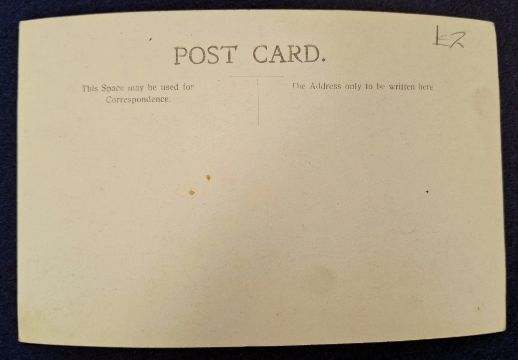 £2
POST CARD.
This Space may be used for
Correspondence.
The Address only to be written here